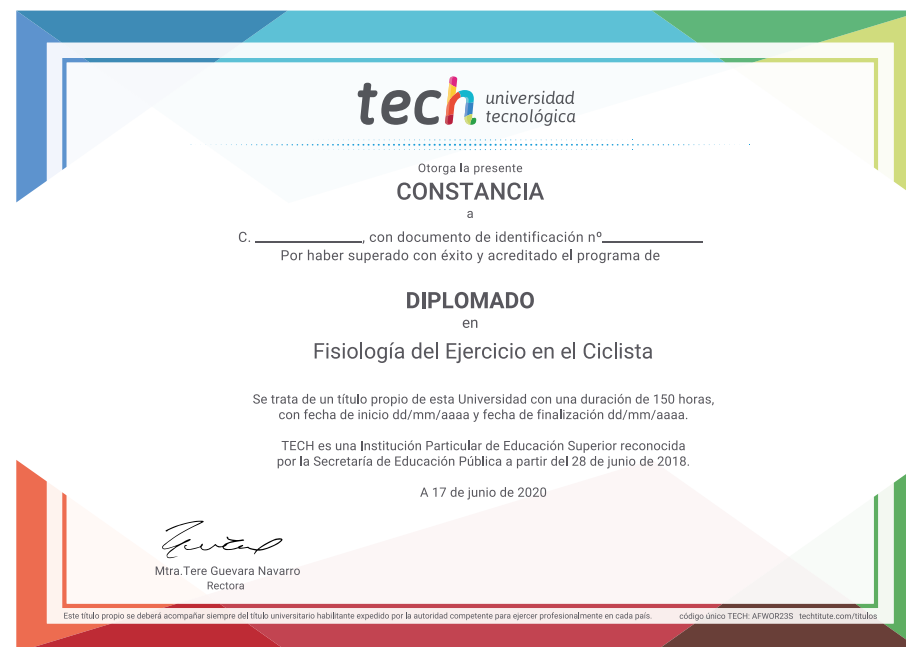 tech universidad
tecnológica
Otorga la presente
CONSTANCIA
a
C. ____________, con documento de identificación nº____________
Por haber superado con éxito y acreditado el programa de
DIPLOMADO
en
Fisiología del Ejercicio en el Ciclista
Se trata de un título propio de esta Universidad con una duración de 150 horas,
con fecha de inicio dd/mm/aaaa y fecha de finalización dd/mm/aaaa.
TECH es una Institución Particular de Educación Superior reconocida
por la Secretaría de Educación Pública a partir del 28 de junio de 2018.
A 17 de junio de 2020
Mtra.Tere Guevara Navarro
Rectora
Este título propio se deberá acompañar siempre del título universitario habilitante expedido por la autoridad competente para ejercer profesionalmente en cada país. código único TECH: AFWOR23S techtitute.com/titulos